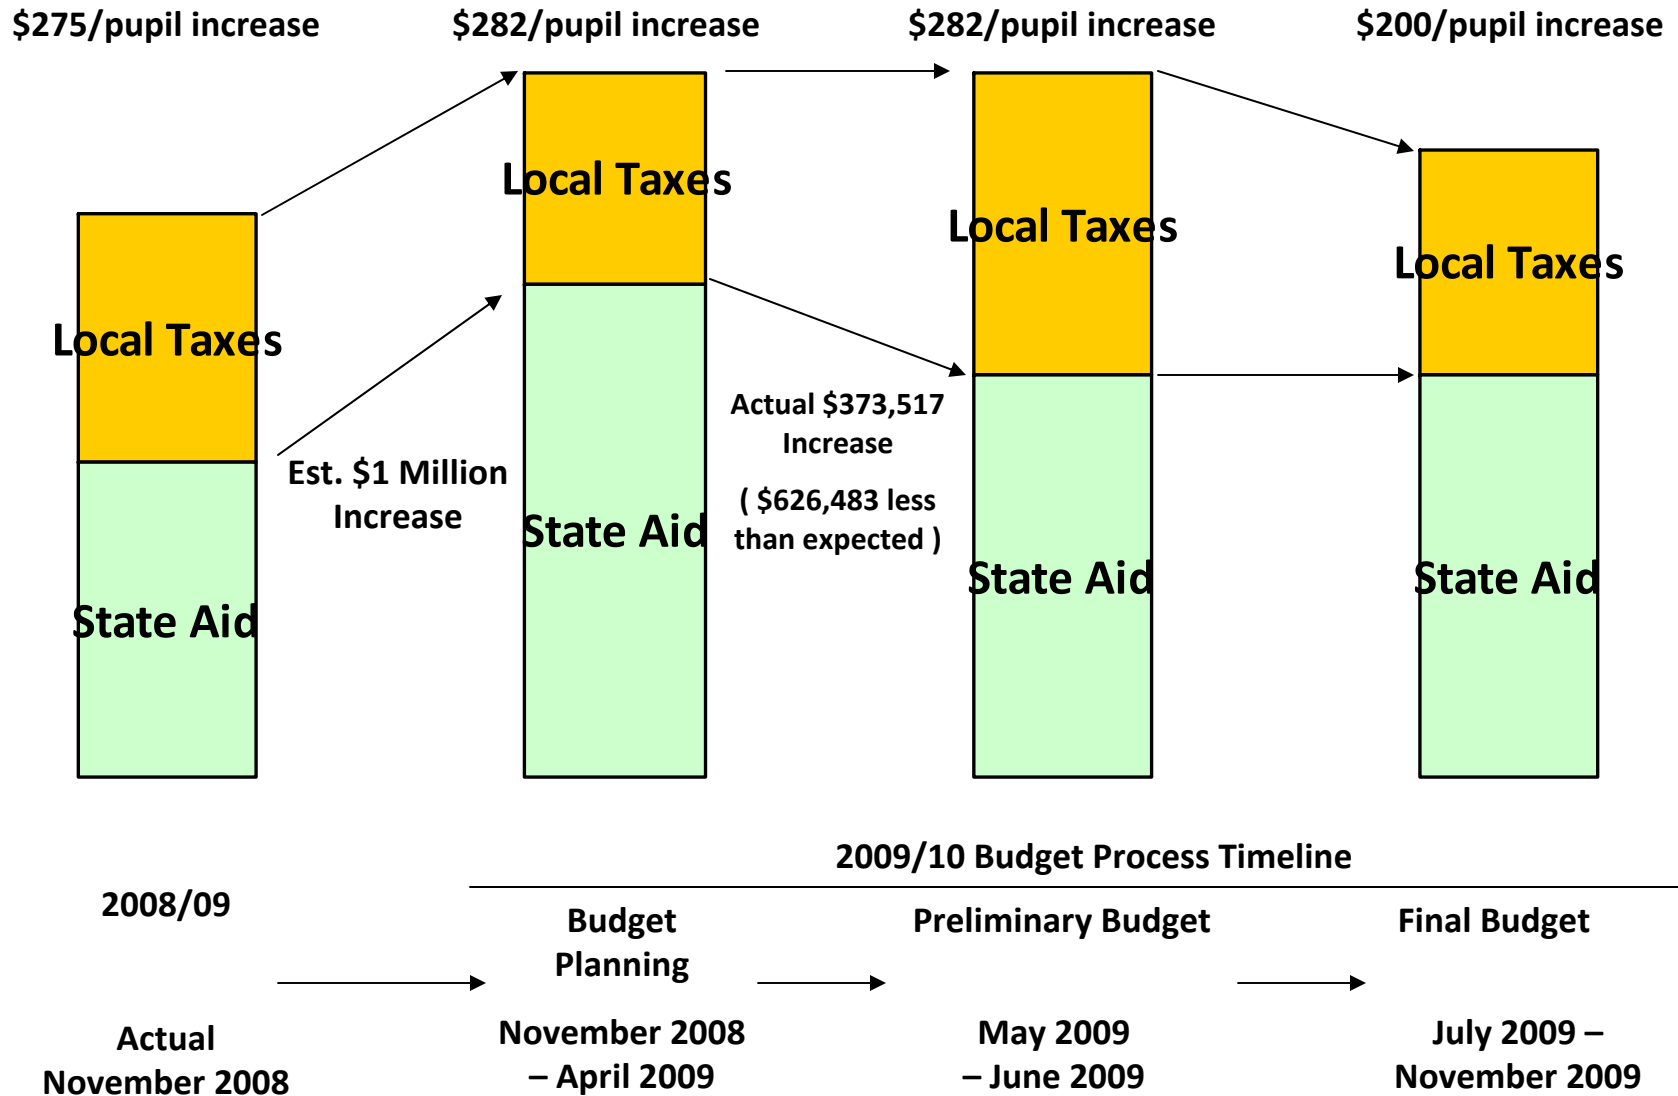 $275/pupil increase
$282/pupil increase
$282/pupil increase
$200/pupil increase
Local Taxes
State Aid
Est. $1 Million
Increase
Local Taxes
State Aid
Actual $373,517
Increase
( $626,483 less
than expected )
Local Taxes
State Aid
Local Taxes
State Aid
2009/10 Budget Process Timeline
2008/09
Actual
November 2008
Budget
Planning
November 2008
– April 2009
Preliminary Budget
May 2009
– June 2009
Final Budget
July 2009 –
November 2009